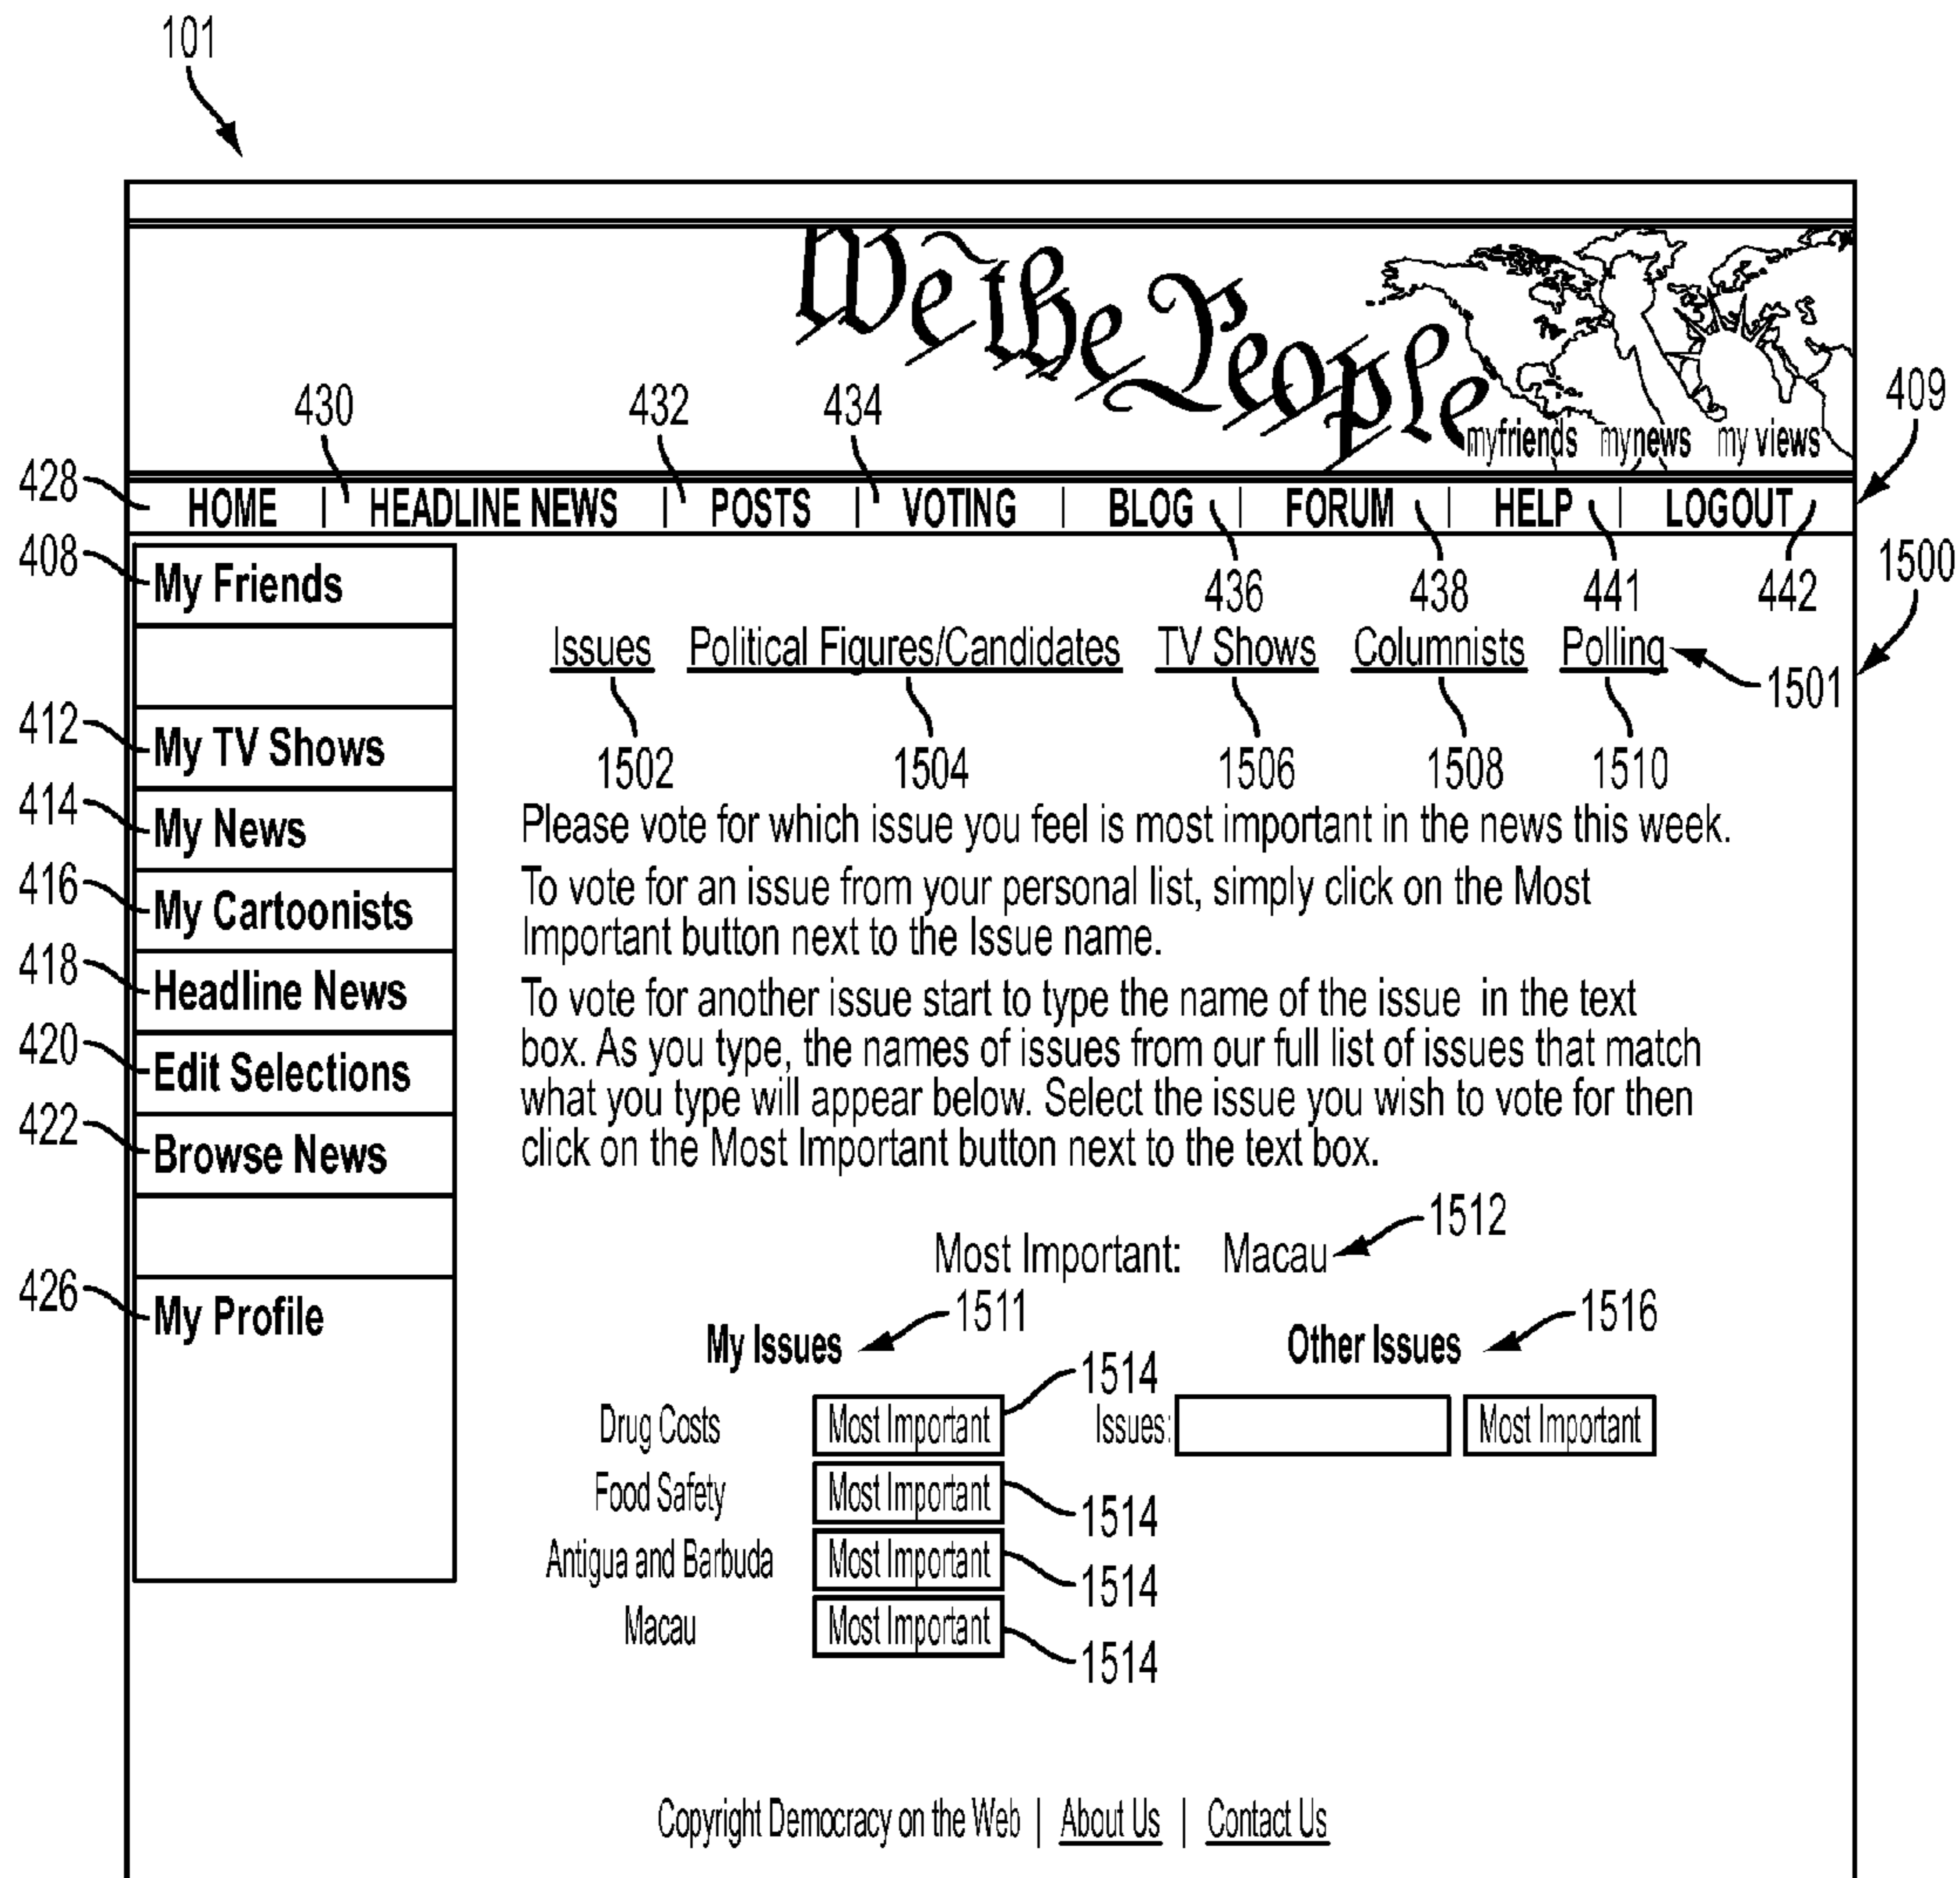 101
We the People
myfriends mynews my views
430 432 434 409
428 HOME | HEADLINE NEWS | POSTS | VOTING | BLOG | FORUM | HELP | LOGOUT
436 438 441 442 1500
408 My Friends
Issues Political Figures/Candidates TV Shows Columnists Polling 1501
1502 1504 1506 1508 1510
412 My TV Shows
414 My News
416 My Cartoonists
418 Headline News
420 Edit Selections
422 Browse News
426 My Profile
Please vote for which issue you feel is most important in the news this week.
To vote for an issue from your personal list, simply click on the Most
Important button next to the Issue name.
To vote for another issue start to type the name of the issue in the text
box. As you type, the names of issues from our full list of issues that match
what you type will appear below. Select the issue you wish to vote for then
click on the Most Important button next to the text box.
Most Important: Macau 1512
My Issues 1511 Other Issues 1516
Drug Costs Most Important 1514 Issues: Most Important
Food Safety Most Important 1514
Antigua and Barbuda Most Important 1514
Macau Most Important 1514
Copyright Democracy on the Web | About Us | Contact Us